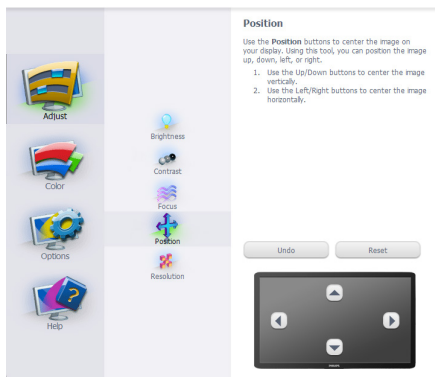 Adjust
Color
Options
Help
Brightness
Contrast
Focus
Position
Resolution
Position
Use the Position buttons to center the image on
your display. Using this tool, you can position the image
up, down, left, or right.
1. Use the Up/Down buttons to center the image
vertically.
2. Use the Left/Right buttons to center the image
horizontally.
Undo
Reset
PHILIPS